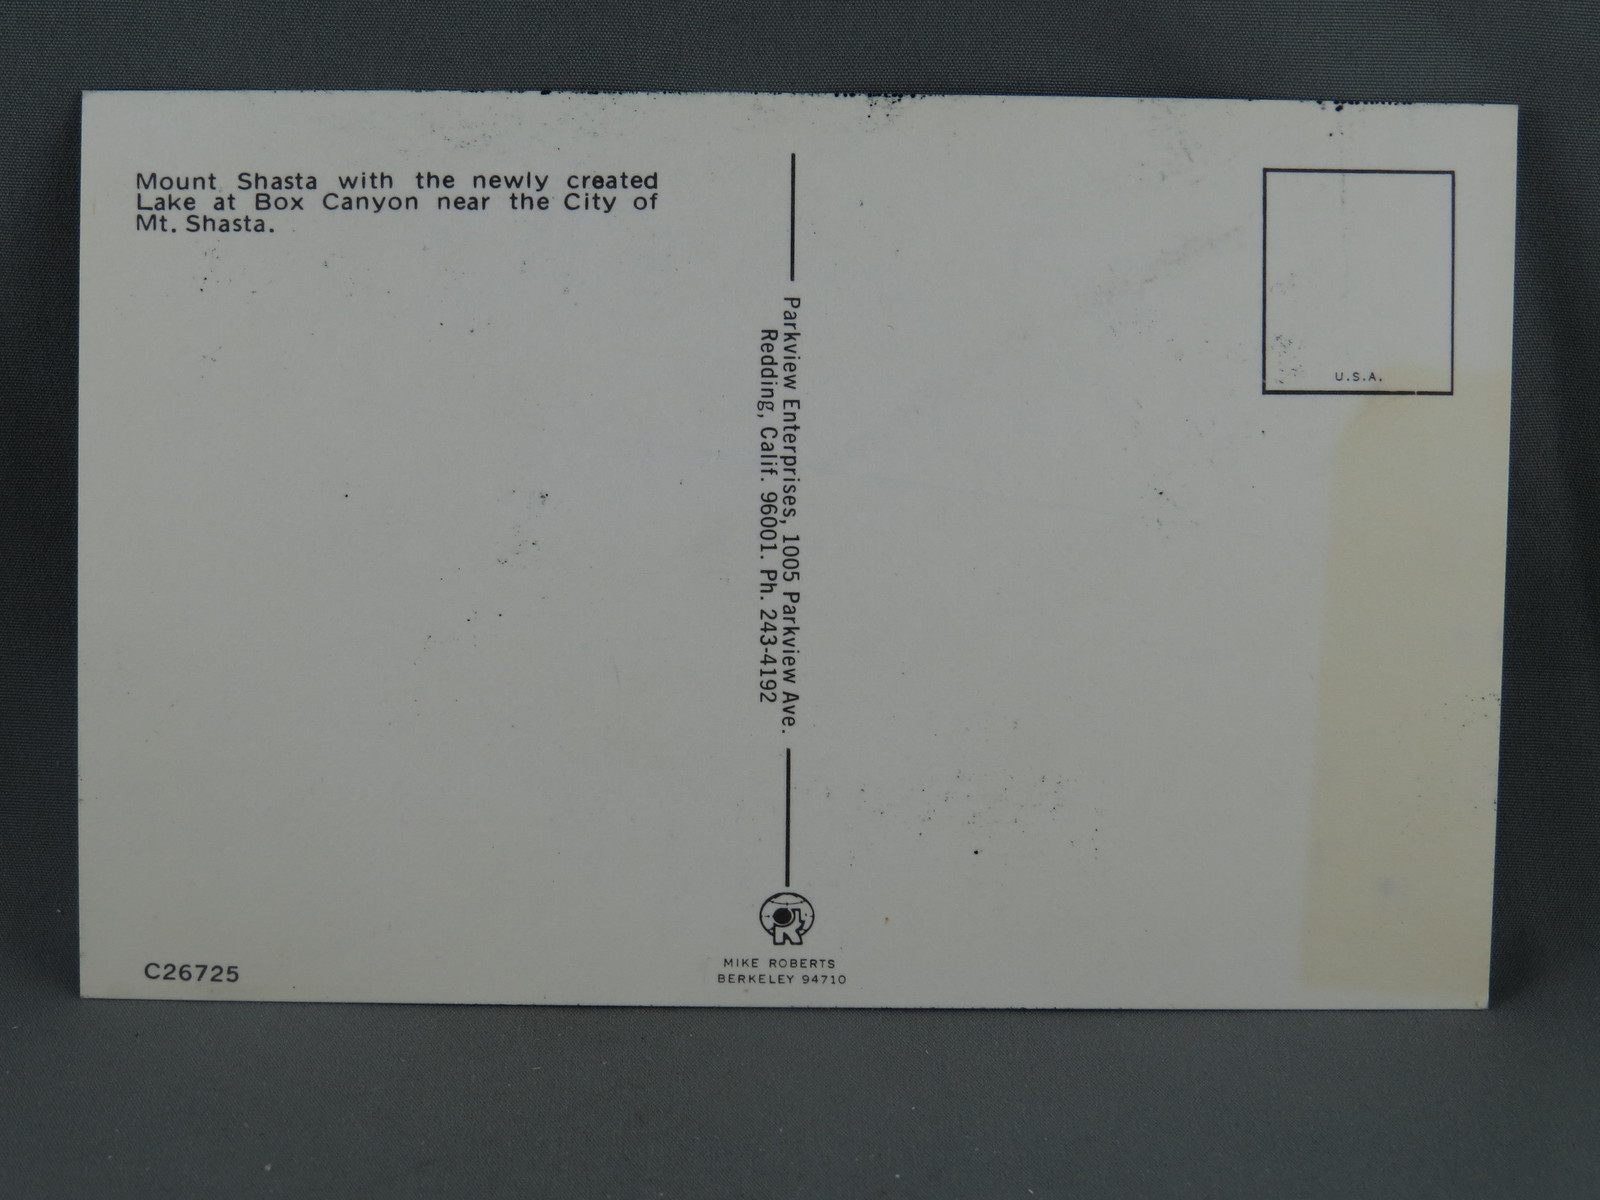 Mount Shasta with the newly created
Lake at Box Canyon near the City of
Mt. Shasta.
Parkview Enterprises, 1005 Parkview Ave.
Redding, Calif. 96001. Ph. 243-4192
U.S.A.
C26725
MIKE ROBERTS
BERKELEY 94710